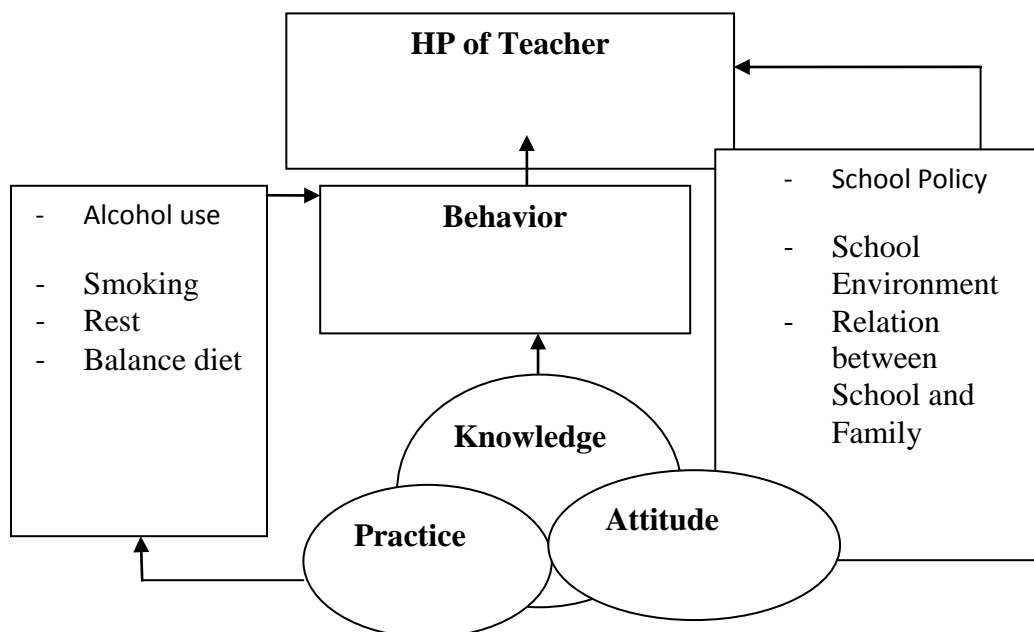 HP of Teacher
- Alcohol use
- Smoking
- Rest
- Balance diet
Behavior
- School Policy
- School
Environment
- Relation
between
School and
Family
Knowledge
Practice
Attitude